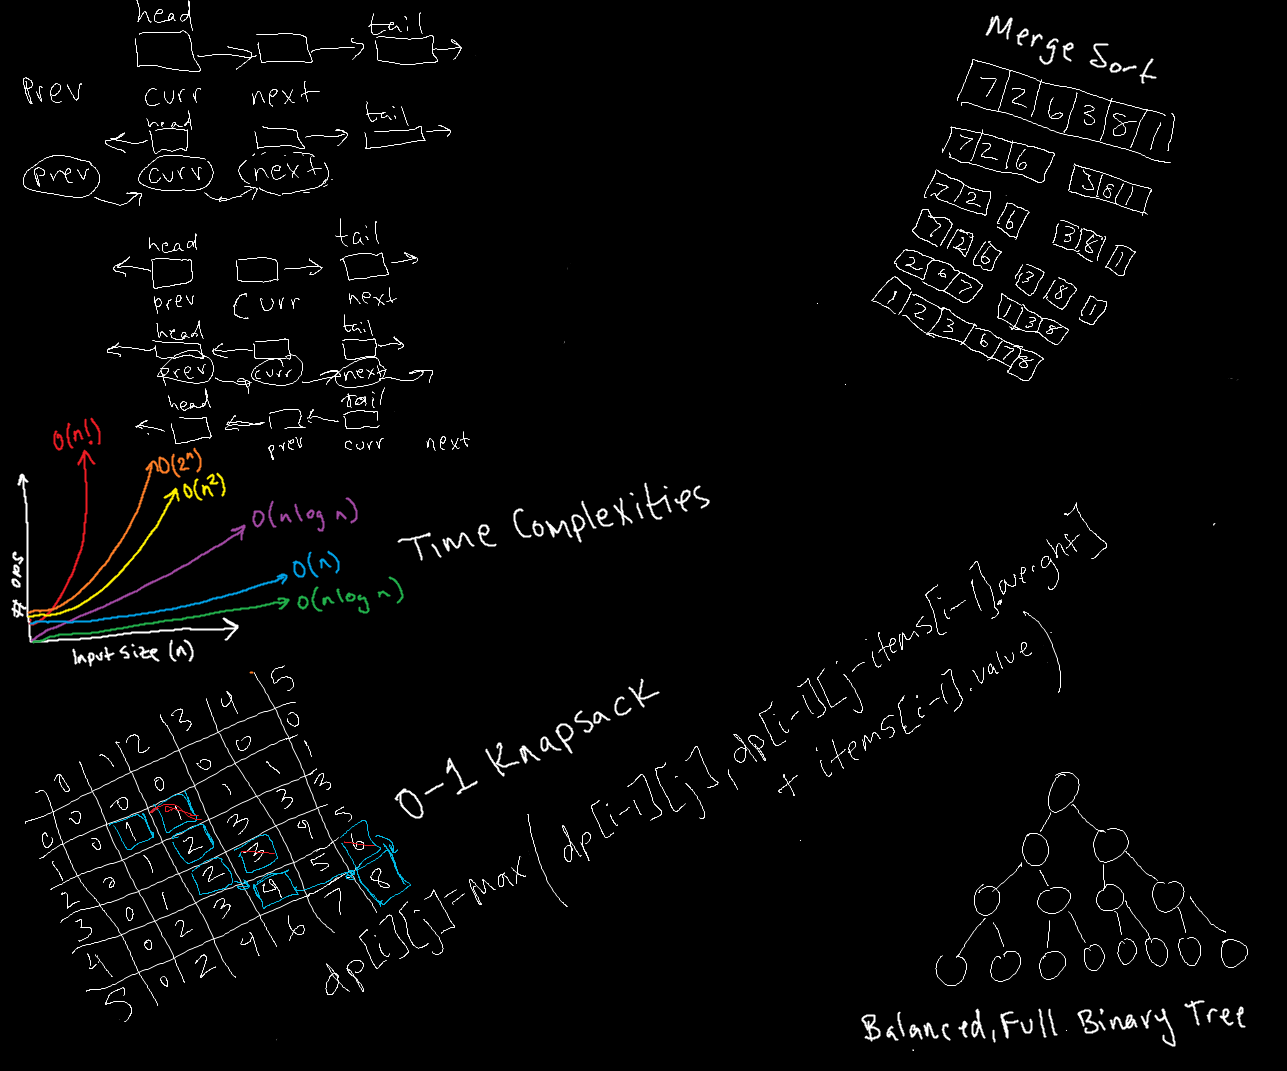 head
tail
Prev curr next
head tail
prev curr next
head tail
prev curr next
head tail
prev curr next
head tail
prev curr next
Merge Sort
7 2 6 3 8 1
7 2 6 3 8 1
7 2 6 3 8 1
7 2 6 3 8 1
2 6 7 1 3 8
1 2 3 6 7 8
O(n!)
O(2ⁿ)
O(n²)
O(nlog n)
O(n)
O(nlog n)
# ops
Input size (n)
Time Complexities
0 1 2 3 4 5
0 0 0 0 0 0 0
1 0 1 1 1 1
2 0 1 2 3 3 3
3 0 1 2 3 4 5
4 0 2 3 4 5 6
5 0 2 4 6 7 8
0-1 Knapsack
dp[i][j]=max(dp[i-1][j], dp[i-1][j-items[i-1].weight]
+ items[i-1].value)
Balanced, Full Binary Tree